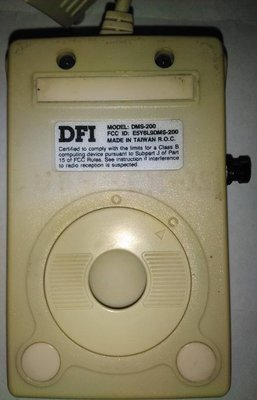 DFI
MODEL: DMS-200
FCC ID: E5Y6L9DMS-200
MADE IN TAIWAN R.O.C.
Certified to comply with the limits for a Class B
computing device pursuant to Subpart J of Part
15 of FCC Rules. See instruction if interference
to radio reception is suspected.